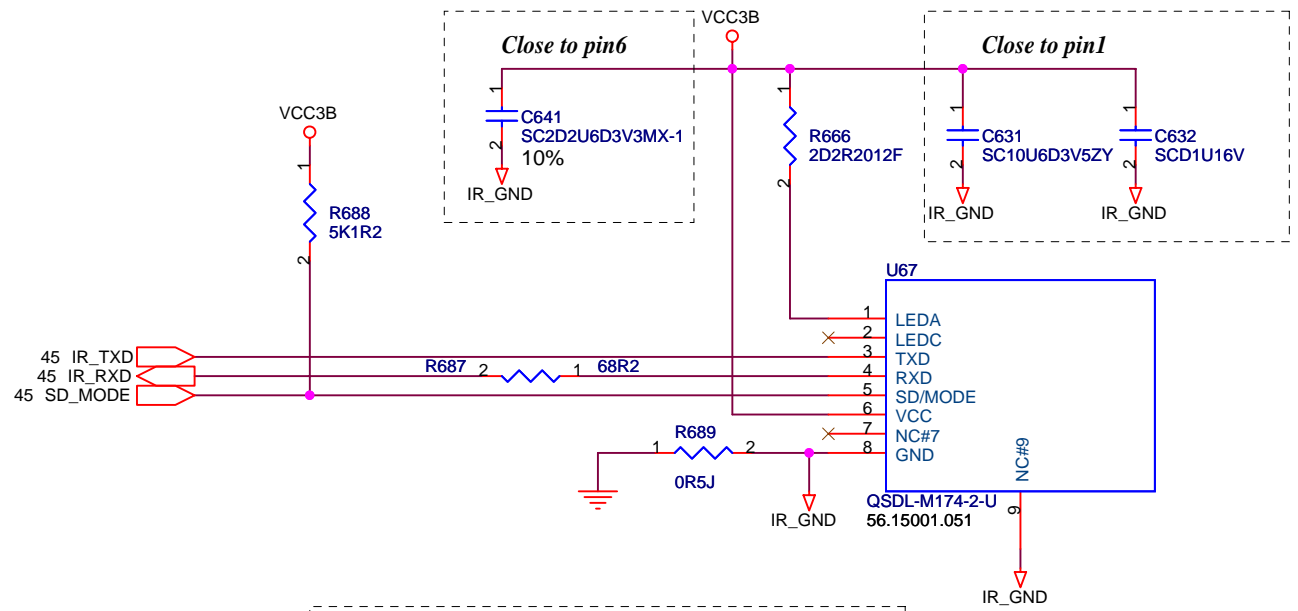 VCC3B
Close to pin6
Close to pin1
VCC3B
1
C641
SC2D2U6D3V3MX-1
10%
2
IR_GND
1
R666
2D2R2012F
2
1
C631
SC10U6D3V5ZY
2
IR_GND
1
C632
SCD1U16V
2
IR_GND
1
R688
5K1R2
2
U67
1 LEDA
2 LEDC
45 IR_TXD
3 TXD
45 IR_RXD
R687 2 1 68R2
4 RXD
45 SD_MODE
5 SD/MODE
6 VCC
7 NC#7
R689
1 2
0R5J
8 GND
IR_GND
NC#9
9
QSDL-M174-2-U
56.15001.051
IR_GND